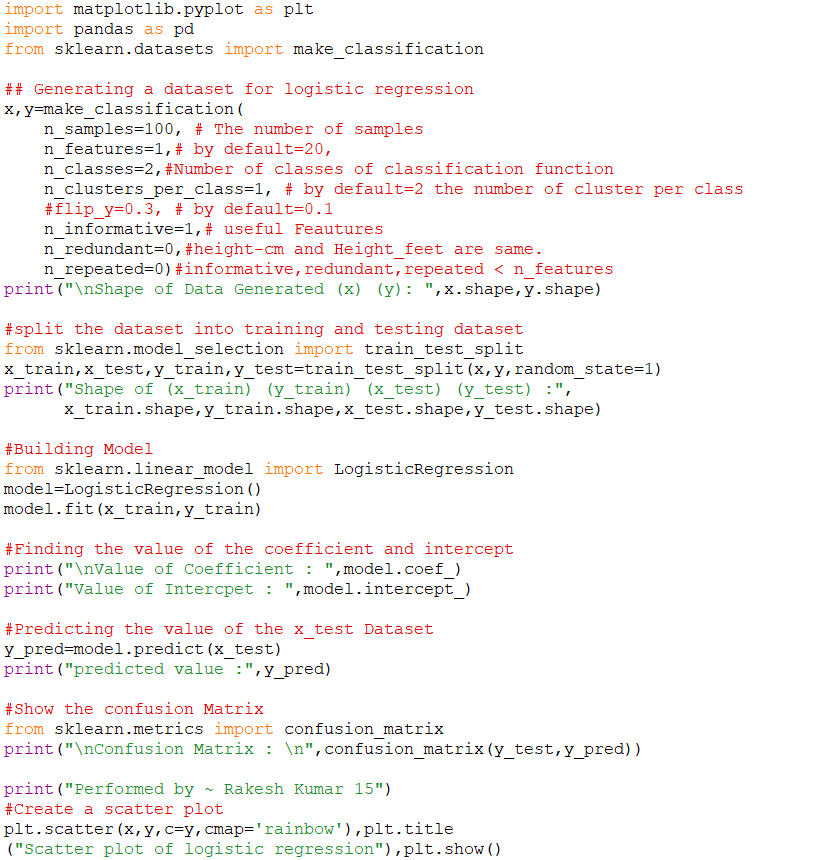 import matplotlib.pyplot as plt
import pandas as pd
from sklearn.datasets import make_classification
## Generating a dataset for logistic regression
x,y=make_classification(
    n_samples=100, # The number of samples
    n_features=1,# by default=20,
    n_classes=2,#Number of classes of classification function
    n_clusters_per_class=1, # by default=2 the number of cluster per class
    #flip_y=0.3, # by default=0.1
    n_informative=1,# useful Feautures
    n_redundant=0,#height-cm and Height_feet are same.
    n_repeated=0)#informative,redundant,repeated < n_features
print("\nShape of Data Generated (x) (y): ",x.shape,y.shape)
#split the dataset into training and testing dataset
from sklearn.model_selection import train_test_split
x_train,x_test,y_train,y_test=train_test_split(x,y,random_state=1)
print("Shape of (x_train) (y_train) (x_test) (y_test) :",
      x_train.shape,y_train.shape,x_test.shape,y_test.shape)
#Building Model
from sklearn.linear_model import LogisticRegression
model=LogisticRegression()
model.fit(x_train,y_train)
#Finding the value of the coefficient and intercept
print("\nValue of Coefficient : ",model.coef_)
print("Value of Intercpet : ",model.intercept_)
#Predicting the value of the x_test Dataset
y_pred=model.predict(x_test)
print("predicted value :",y_pred)
#Show the confusion Matrix
from sklearn.metrics import confusion_matrix
print("\nConfusion Matrix : \n",confusion_matrix(y_test,y_pred))
print("Performed by ~ Rakesh Kumar 15")
#Create a scatter plot
plt.scatter(x,y,c=y,cmap='rainbow'),plt.title
("Scatter plot of logistic regression"),plt.show()